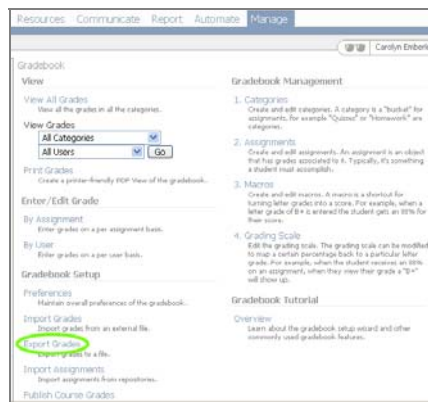 Resources Communicate Report Automate Manage
Carolyn Emberle
Gradebook
View
View All Grades
View all the grades in all the categories.
View Grades
All Categories
All Users Go
Print Grades
Create a printer-friendly PDF View of the gradebook.
Enter/Edit Grade
By Assignment
Enter grades on a per assignment basis.
By User
Enter grades on a per user basis.
Gradebook Setup
Preferences
Maintain overall preferences of the gradebook.
Import Grades
Import grades from an external file.
Export Grades
Export grades to a file.
Import Assignments
Import assignments from repositories.
Publish Course Grades
Gradebook Management
1. Categories
Create and edit categories. A category is a "bucket" for
assignments, for example "Quizzes" or "Homework" are
categories.
2. Assignments
Create and edit assignments. An assignment is an object
that has grades associated to it. Typically, it's something
a student must accomplish.
3. Macros
Create and edit macros. A macro is a shortcut for
turning letter grades into a score. For example, when a
letter grade of B+ is entered the student gets an 88% for
their score.
4. Grading Scale
Edit the grading scale. The grading scale can be modified
to map a certain percentage back to a particular letter
grade. For example, when the student receives an 88%
on an assignment, when they view their grade a "B+"
will show up.
Gradebook Tutorial
Overview
Learn about the gradebook setup wizard and other
commonly used gradebook features.